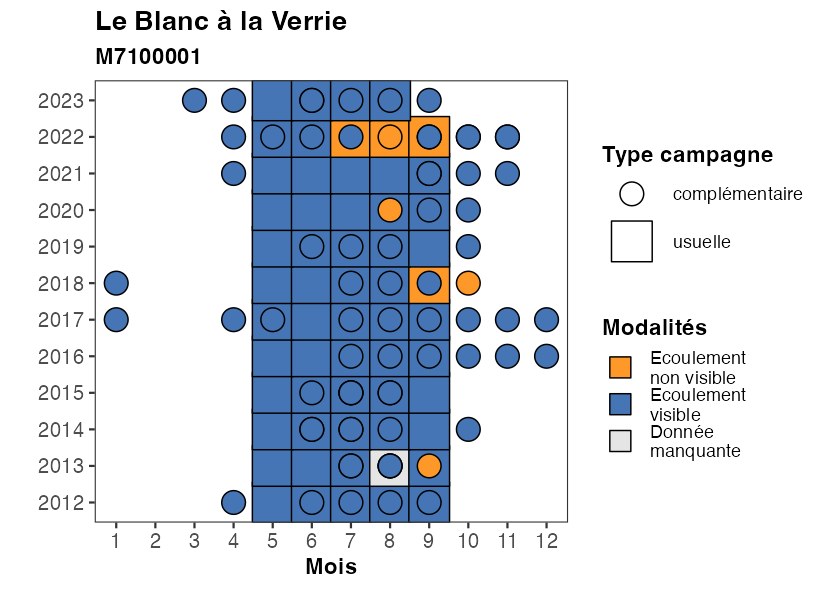 Le Blanc à la Verrie
M7100001
2023
2022
2021
2020
2019
2018
2017
2016
2015
2014
2013
2012
1 2 3 4 5 6 7 8 9 10 11 12
Mois
Type campagne
complémentaire
usuelle
Modalités
Ecoulement
non visible
Ecoulement
visible
Donnée
manquante